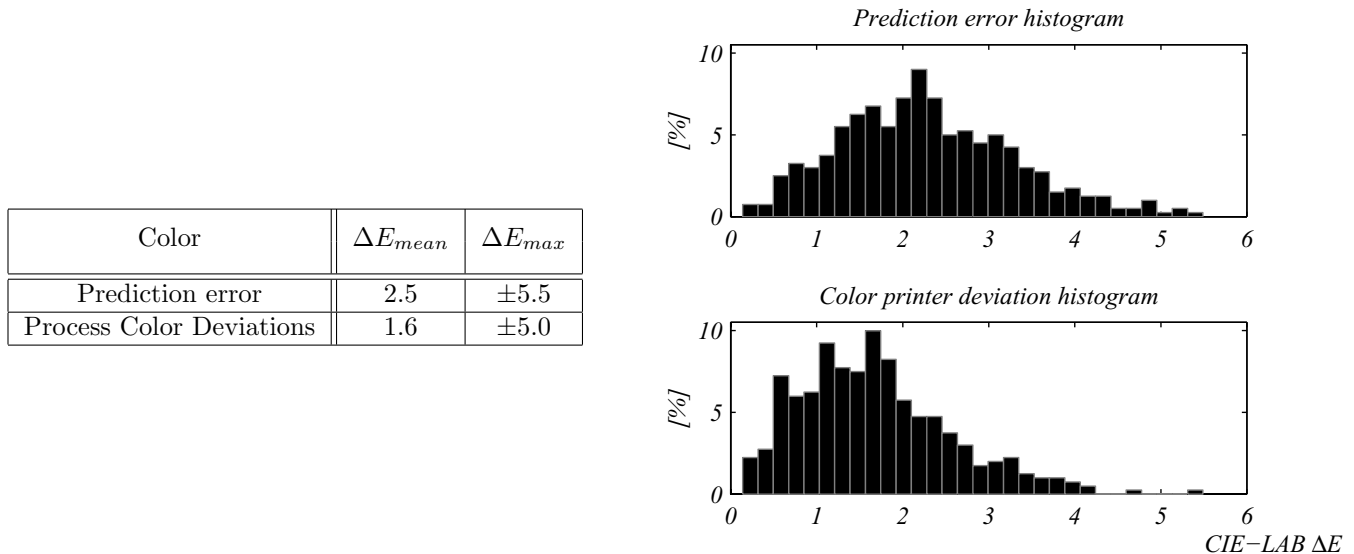 Color ΔE_mean ΔE_max
Prediction error 2.5 ±5.5
Process Color Deviations 1.6 ±5.0
Prediction error histogram
10
5
0
[%]
0 1 2 3 4 5 6
Color printer deviation histogram
10
5
0
[%]
0 1 2 3 4 5 6
CIE−LAB ΔE